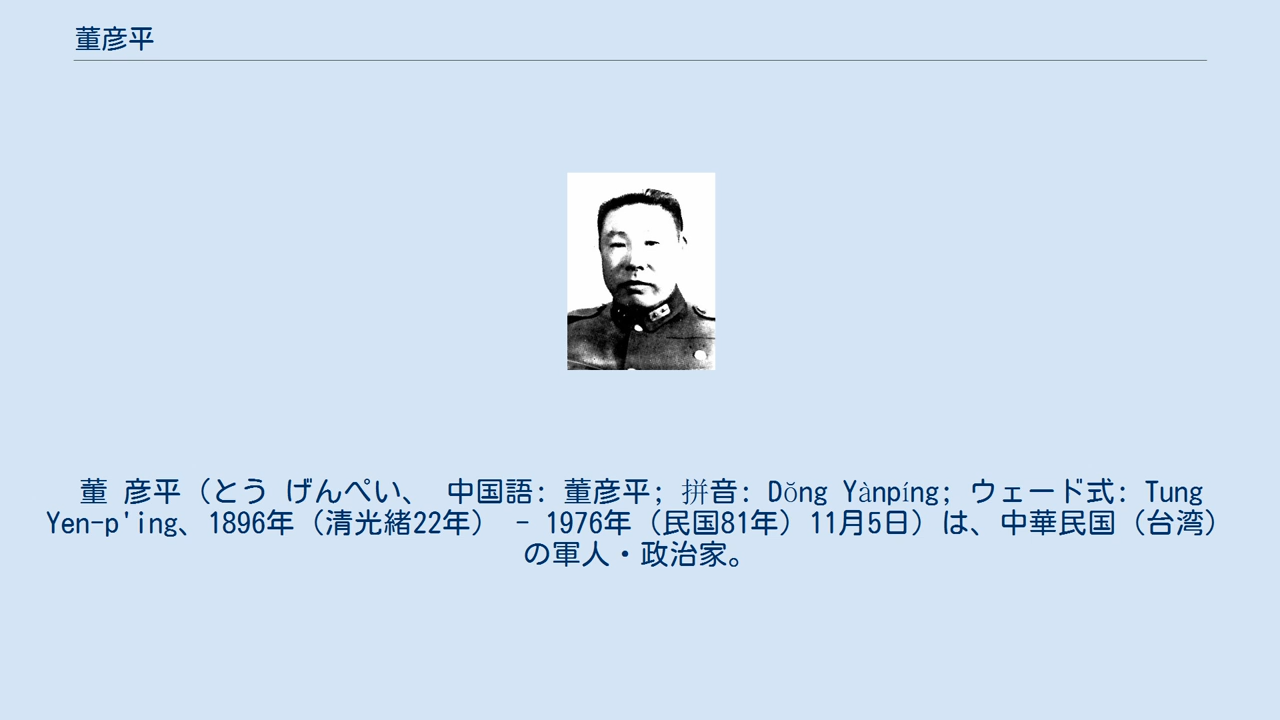 董彦平
董 彦平（とう げんぺい、 中国語: 董彦平; 拼音: Dǒng Yànpíng; ウェード式: Tung
Yen-p'ing、1896年（清光緒22年） - 1976年（民国81年）11月5日）は、中華民国（台湾）
の軍人・政治家。